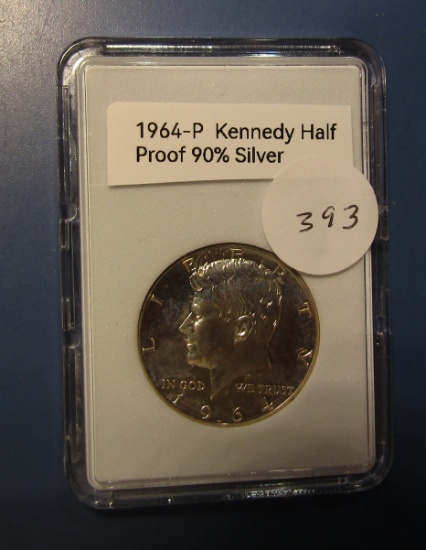 1964-P Kennedy Half
Proof 90% Silver
393
LIBERTY
IN GOD WE TRUST
1964